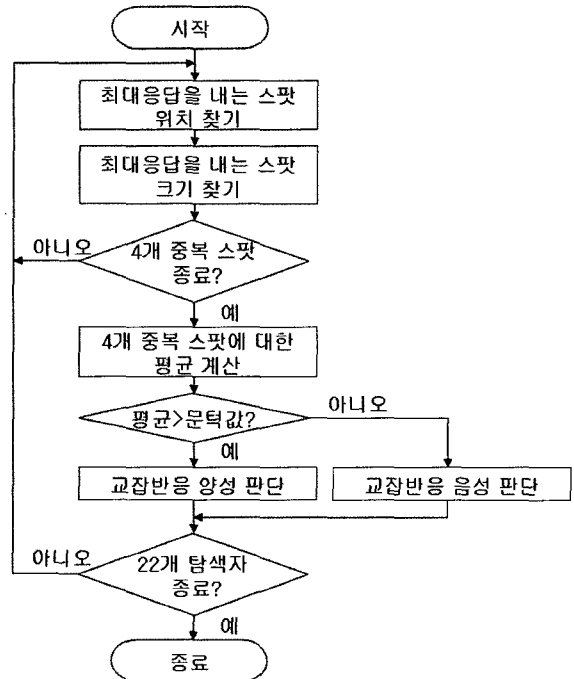 시작
최대응답을 내는 스팟
위치 찾기
최대응답을 내는 스팟
크기 찾기
아니오
4개 중복 스팟
종료?
예
4개 중복 스팟에 대한
평균 계산
평균>문턱값?
아니오
예
교잡반응 양성 판단
교잡반응 음성 판단
아니오
22개 탐색자
종료?
예
종료